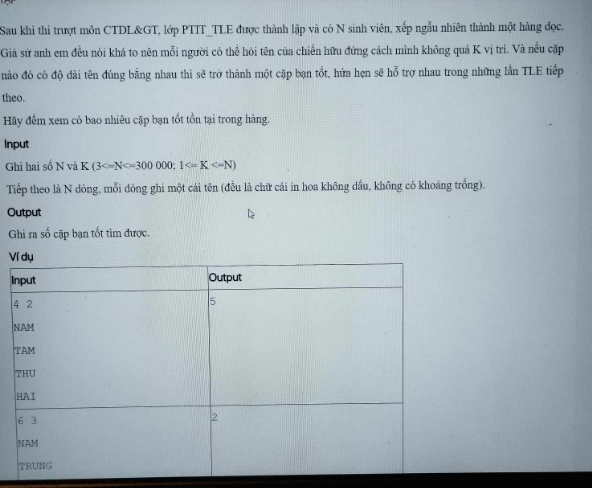 Sau khi thi trượt môn CTDL&GT, lớp PTIT_TLE được thành lập và có N sinh viên, xếp ngẫu nhiên thành một hàng dọc.
Giả sử anh em đều nói khá to nên mỗi người có thể hỏi tên của chiến hữu đứng cách mình không quá K vị trí. Và nếu cặp
nào đó có độ dài tên đúng bằng nhau thì sẽ trở thành một cặp bạn tốt, hứa hẹn sẽ hỗ trợ nhau trong những lần TLE tiếp
theo.
Hãy đếm xem có bao nhiêu cặp bạn tốt tồn tại trong hàng.
Input
Ghi hai số N và K (3<=N<=300 000; 1<= K <=N)
Tiếp theo là N dòng, mỗi dòng ghi một cái tên (đều là chữ cái in hoa không dấu, không có khoảng trống).
Output
Ghi ra số cặp bạn tốt tìm được.
Ví dụ
Input Output
4 2 5
NAM
TAM
THU
HAI
6 3 2
NAM
TRUNG